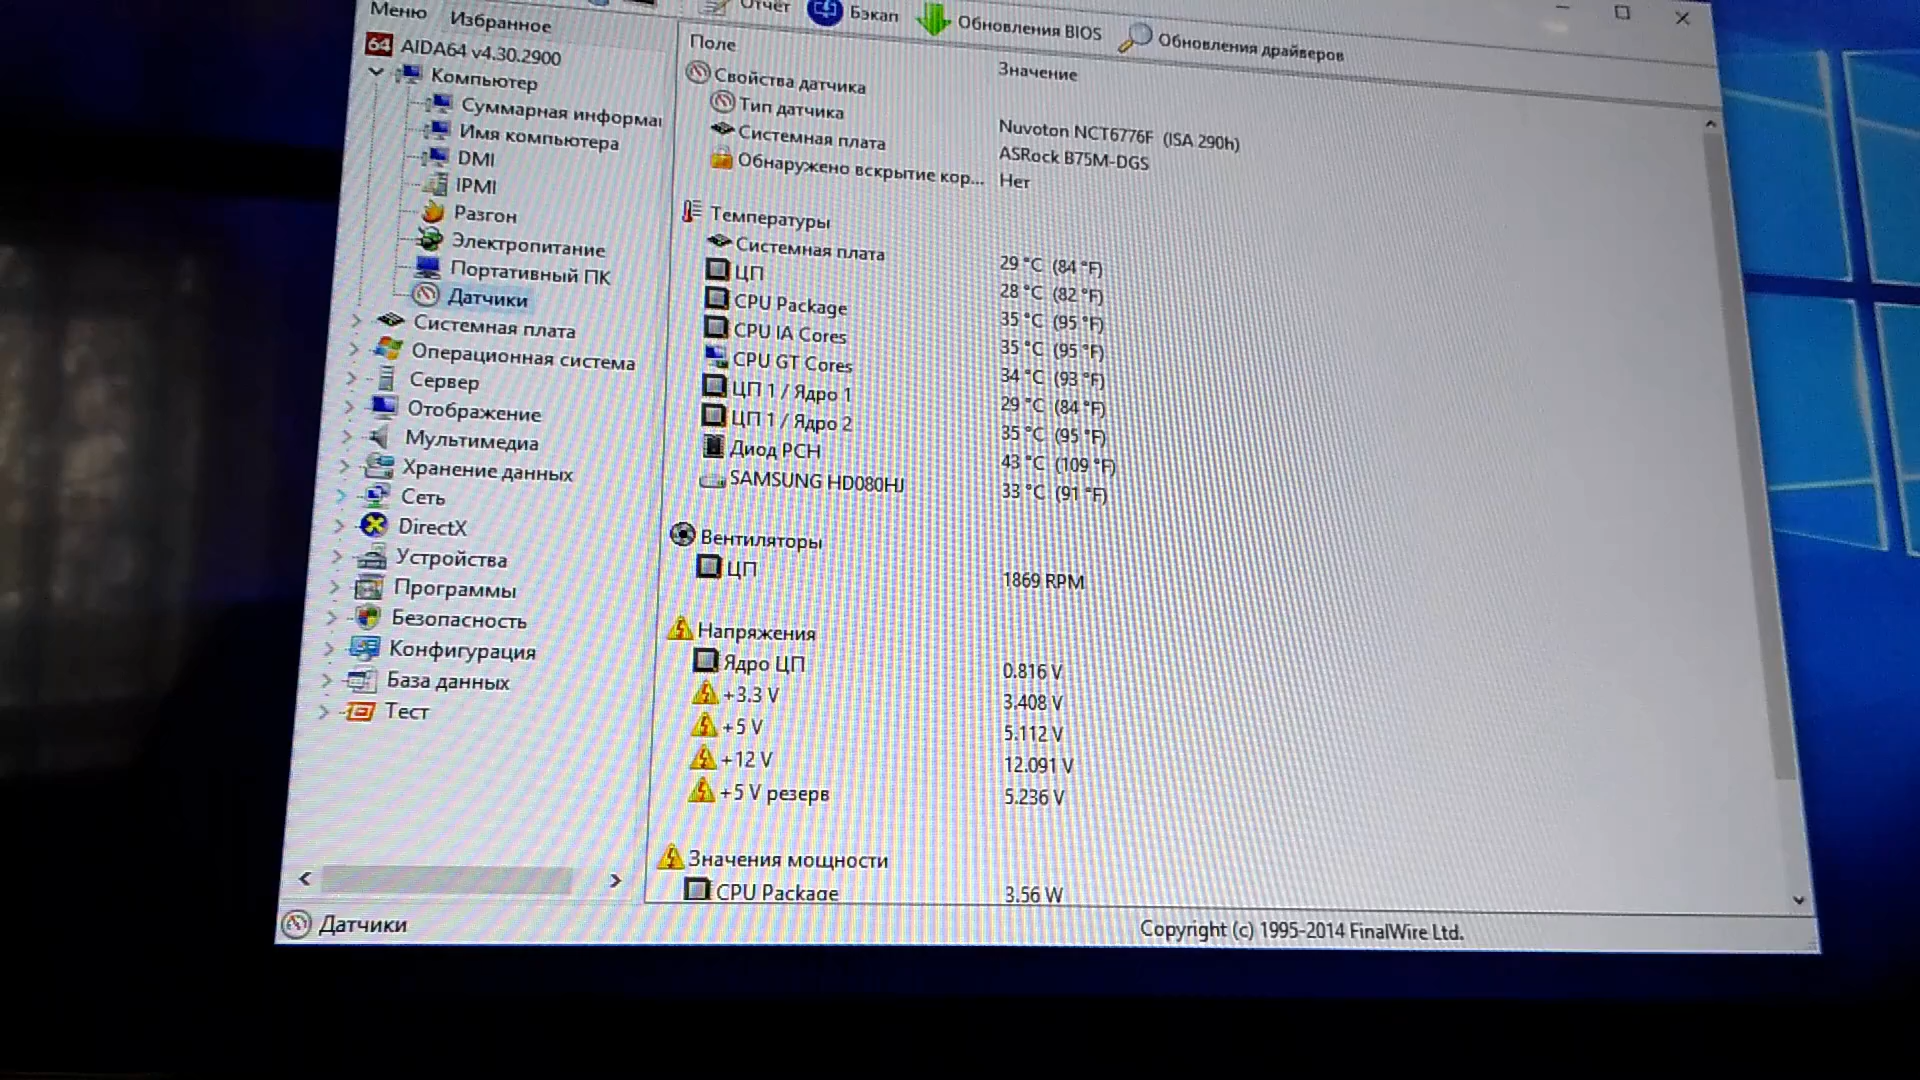 Меню Избранное
Отчет Бэкап Обновления BIOS Обновления драйверов
AIDA64 v4.30.2900
Компьютер
Суммарная информаг
Имя компьютера
DMI
IPMI
Разгон
Электропитание
Портативный ПК
Датчики
Системная плата
Операционная система
Сервер
Отображение
Мультимедиа
Хранение данных
Сеть
DirectX
Устройства
Программы
Безопасность
Конфигурация
База данных
Тест
Поле Значение
Свойства датчика
Тип датчика Nuvoton NCT6776F (ISA 290h)
Системная плата ASRock B75M-DGS
Обнаружено вскрытие кор... Нет
Температуры
Системная плата 29 °C (84 °F)
ЦП 28 °C (82 °F)
CPU Package 35 °C (95 °F)
CPU IA Cores 35 °C (95 °F)
CPU GT Cores 34 °C (93 °F)
ЦП 1 / Ядро 1 29 °C (84 °F)
ЦП 1 / Ядро 2 35 °C (95 °F)
Диод PCH 43 °C (109 °F)
SAMSUNG HD080HJ 33 °C (91 °F)
Вентиляторы
ЦП 1869 RPM
Напряжения
Ядро ЦП 0.816 V
+3.3 V 3.408 V
+5 V 5.112 V
+12 V 12.091 V
+5 V резерв 5.236 V
Значения мощности
CPU Package 3.56 W
Датчики Copyright (c) 1995-2014 FinalWire Ltd.